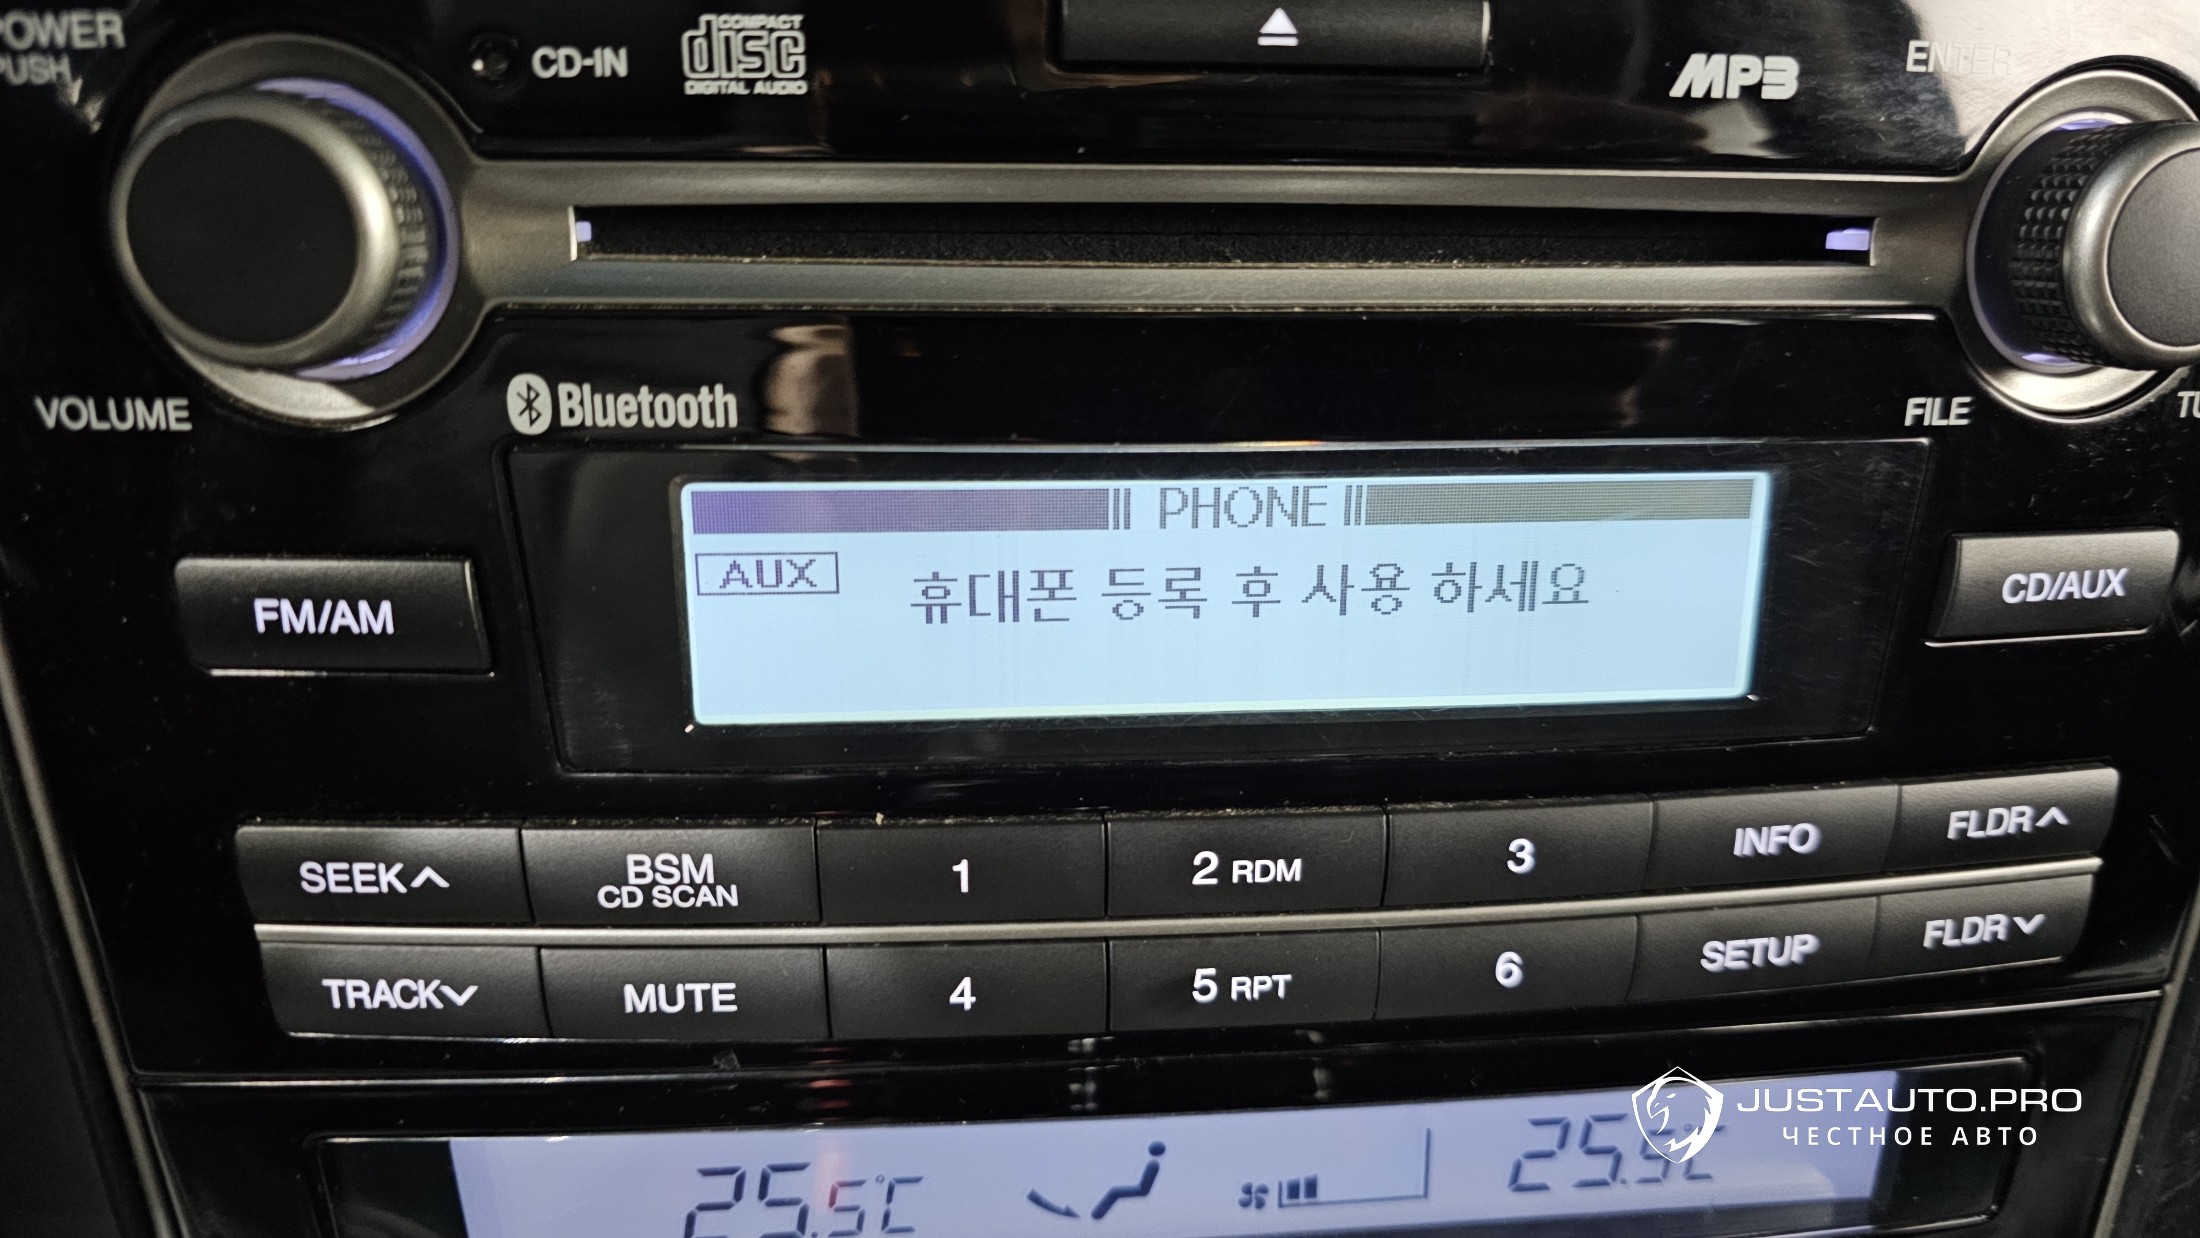 POWER
PUSH
CD-IN
COMPACT
disc
DIGITAL AUDIO
MP3
ENTER
VOLUME
Bluetooth
FILE
PHONE
AUX
휴대폰 등록 후 사용 하세요
FM/AM
CD/AUX
SEEK
BSM
CD SCAN
1
2 RDM
3
INFO
FLDR
TRACK
MUTE
4
5 RPT
6
SETUP
FLDR
JUSTAUTO.PRO
ЧЕСТНОЕ АВТО
25.5°C
25.5°C